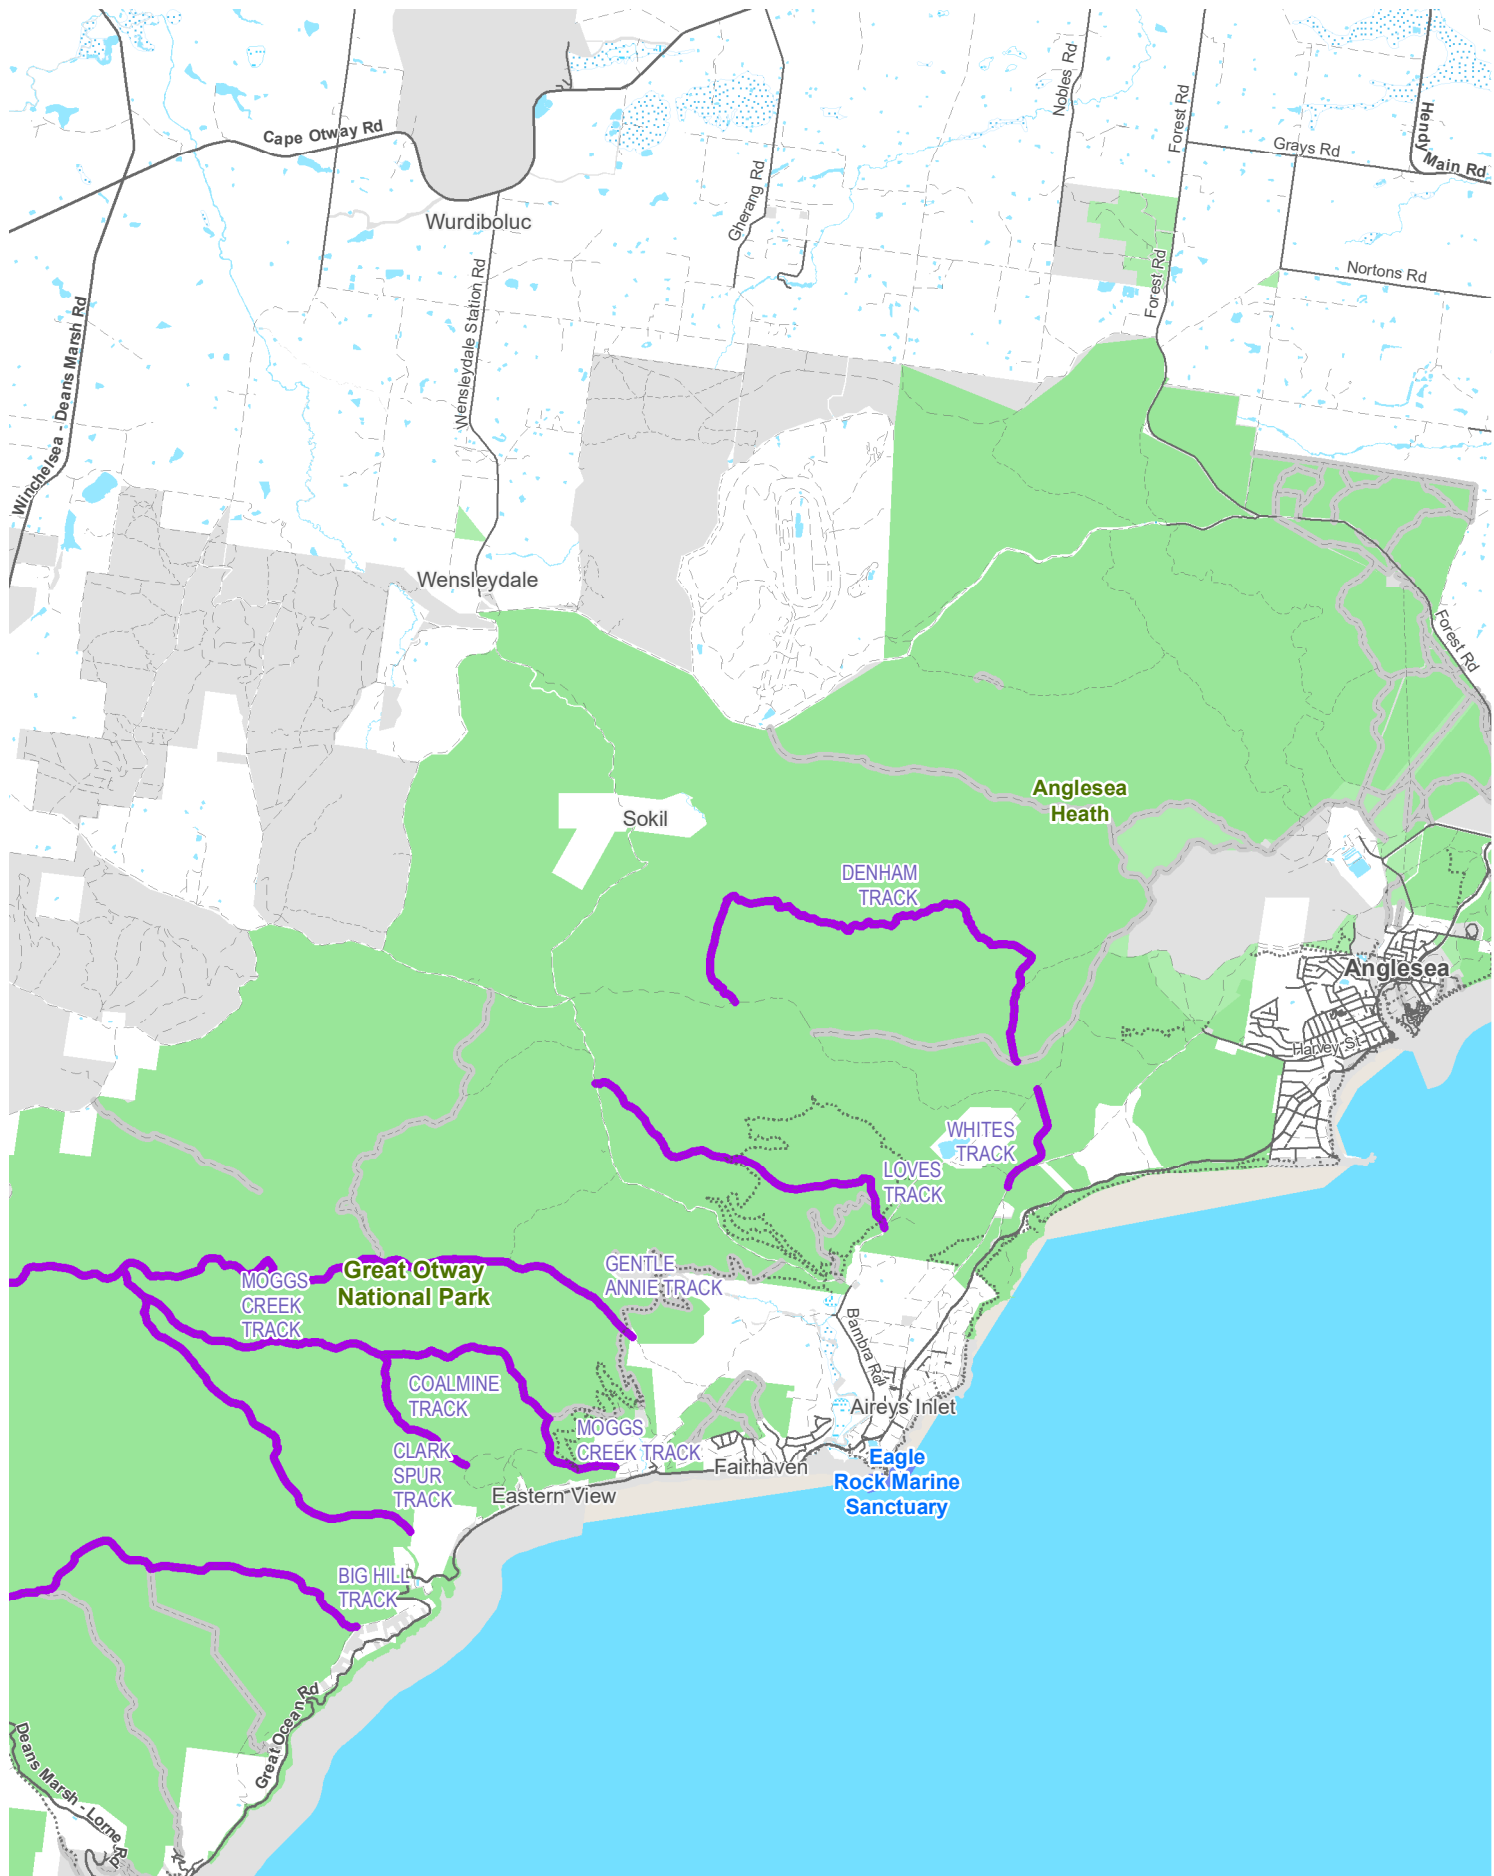 Nobles Rd
Forest Rd
Hendy
Main Rd
Cape Otway Rd
Grays Rd
Gherang Rd
Wurdiboluc
Forest Rd
Nortons Rd
Wensleydale Station Rd
Winchelsea - Deans Marsh Rd
Wensleydale
Forest Rd
Anglesea
Heath
Sokil
DENHAM
TRACK
Anglesea
Harvey St
WHITES
TRACK
LOVES
TRACK
GENTLE
ANNIE TRACK
Great Otway
National Park
MOGGS
CREEK
TRACK
Bambra Rd
COALMINE
TRACK
Aireys Inlet
MOGGS
CREEK TRACK
CLARK
SPUR
TRACK
Fairhaven
Eagle
Rock Marine
Sanctuary
Eastern View
BIG HILL
TRACK
Great Ocean Rd
Deans Marsh - Lorne Rd